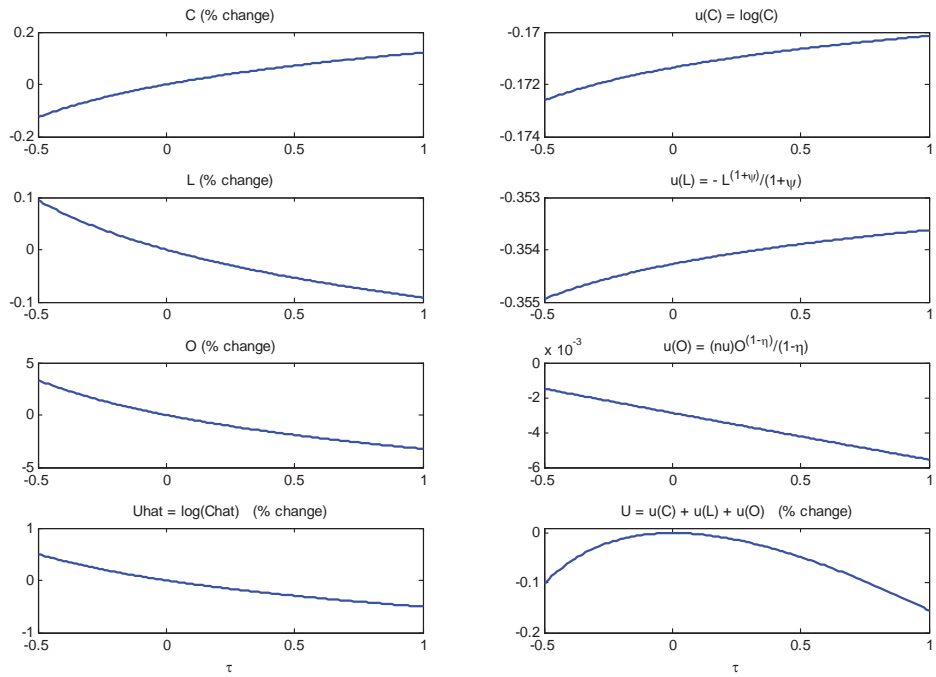 C (% change)
0.2
0
-0.2
-0.5 0 0.5 1
u(C) = log(C)
-0.17
-0.172
-0.174
-0.5 0 0.5 1
L (% change)
0.1
0
-0.1
-0.5 0 0.5 1
u(L) = - L^(1+ψ)/(1+ψ)
-0.353
-0.354
-0.355
-0.5 0 0.5 1
O (% change)
5
0
-5
-0.5 0 0.5 1
x 10^-3
u(O) = (nu)O^(1-η)/(1-η)
0
-2
-4
-6
-0.5 0 0.5 1
Uhat = log(Chat) (% change)
1
0
-1
-0.5 0 0.5 1
τ
U = u(C) + u(L) + u(O) (% change)
0
-0.1
-0.2
-0.5 0 0.5 1
τ